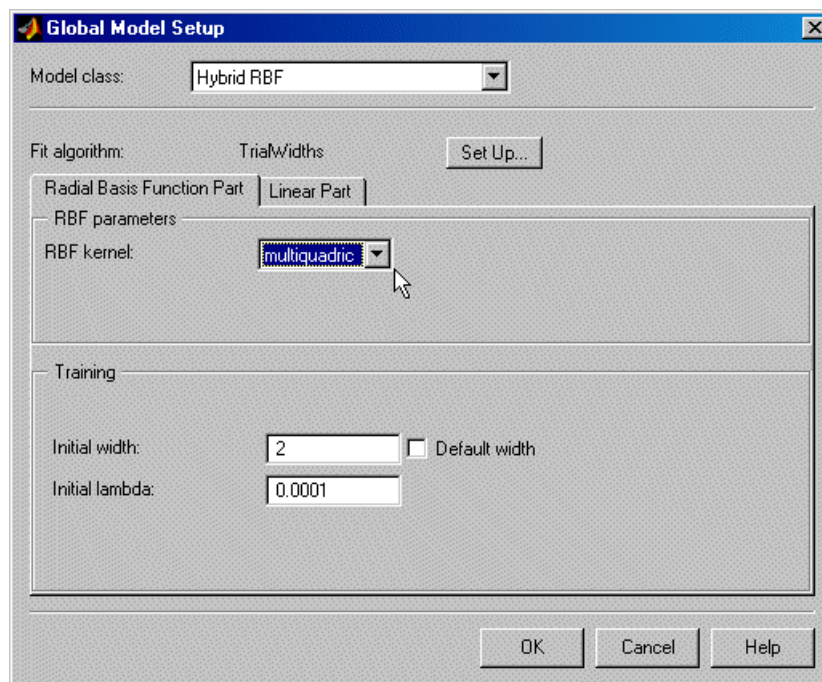 Global Model Setup
Model class: Hybrid RBF
Fit algorithm: TrialWidths Set Up...
Radial Basis Function Part Linear Part
RBF parameters
RBF kernel: multiquadric
Training
Initial width: 2 Default width
Initial lambda: 0.0001
OK Cancel Help